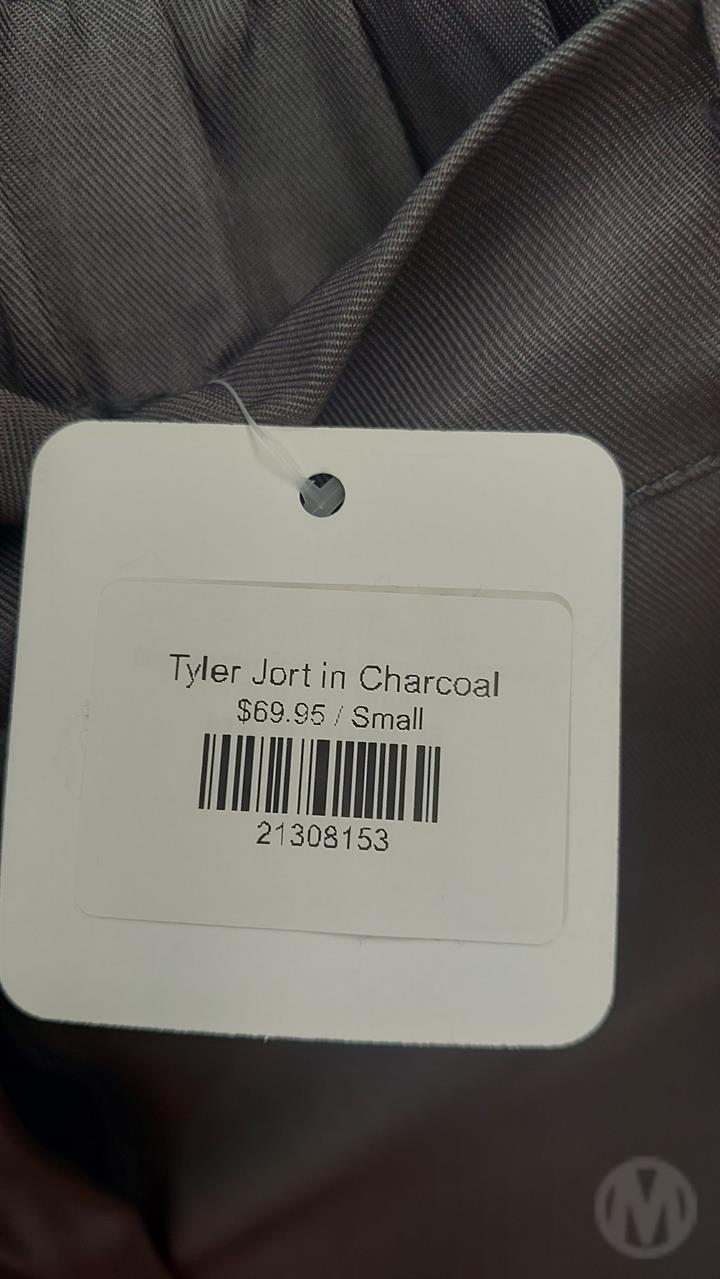 Tyler Jort in Charcoal
$69.95 / Small
21308153
M